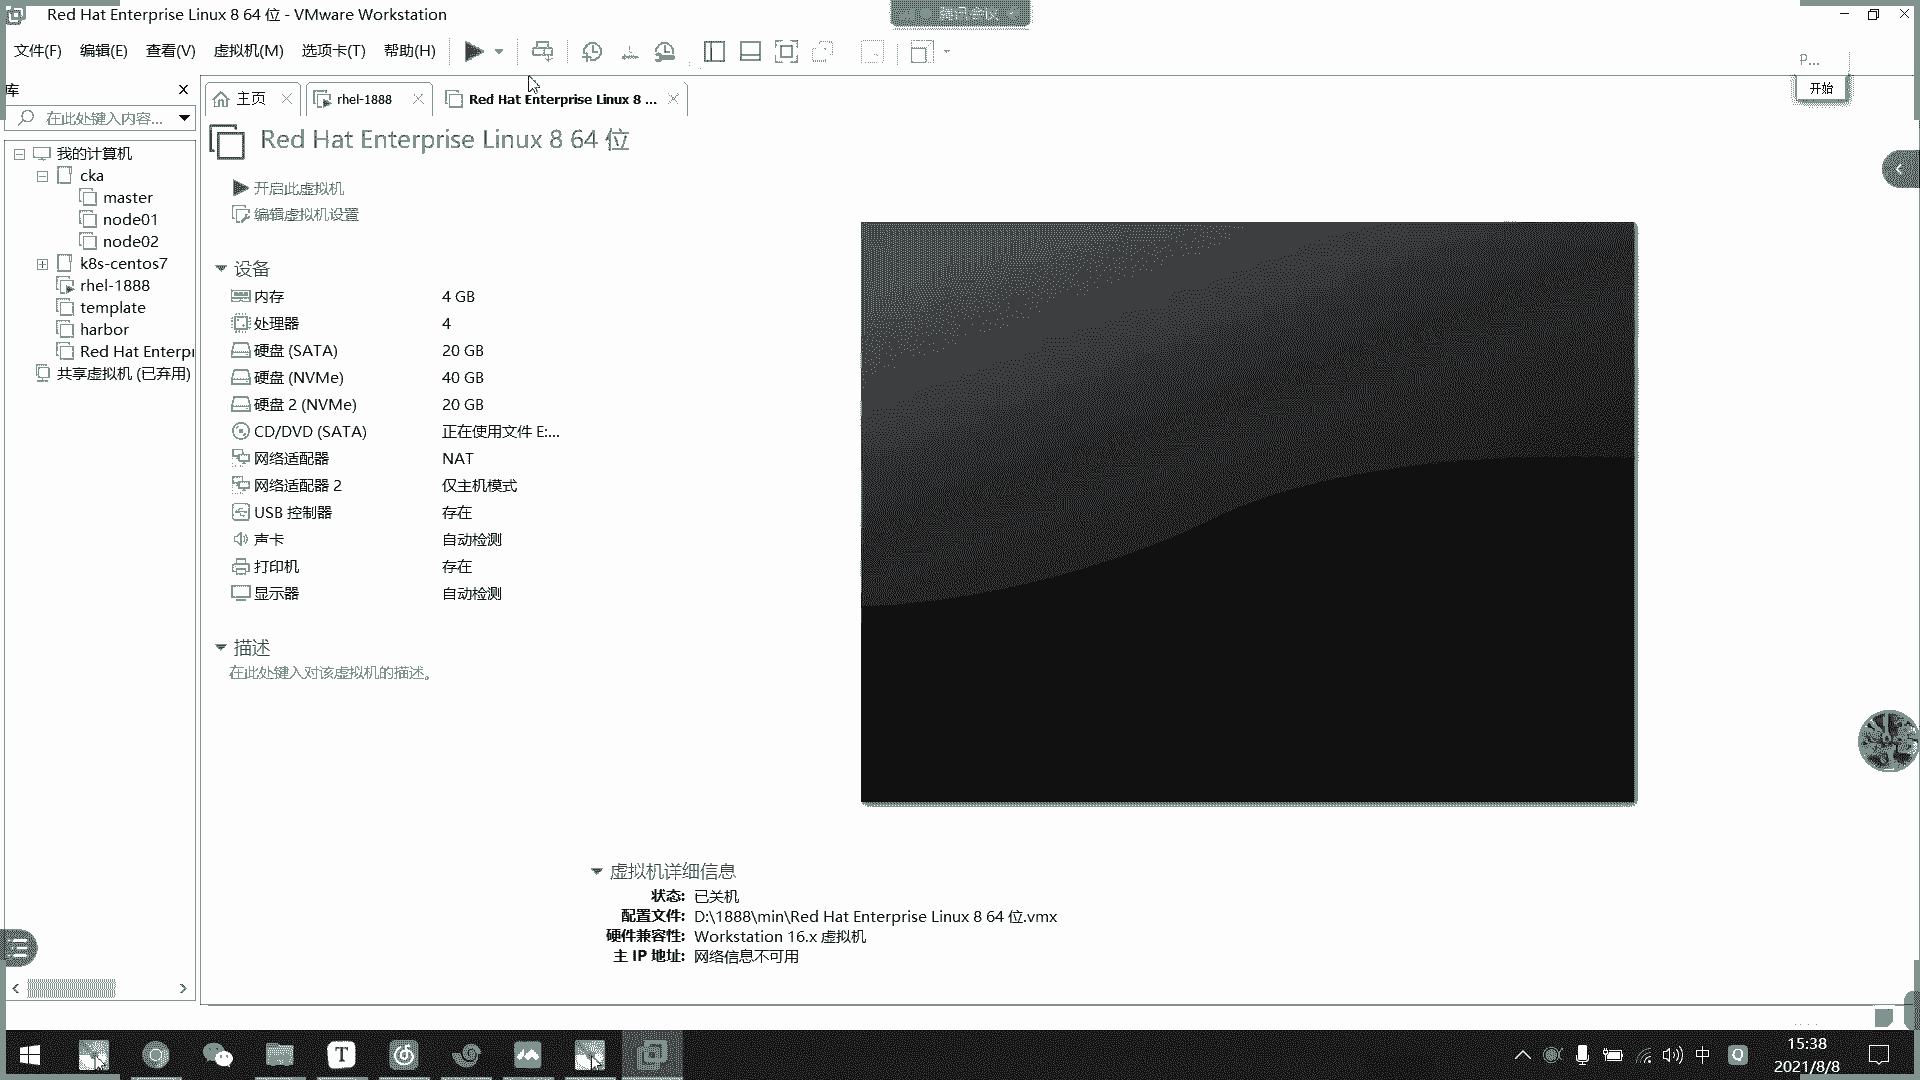 Red Hat Enterprise Linux 8 64 位 - VMware Workstation
腾讯会议
文件(F) 编辑(E) 查看(V) 虚拟机(M) 选项卡(T) 帮助(H)
P...
开始
库
在此处键入内容...
主页
rhel-1888
Red Hat Enterprise Linux 8 ...
我的计算机
cka
master
node01
node02
k8s-centos7
rhel-1888
template
harbor
Red Hat Enterp
共享虚拟机 (已弃用)
Red Hat Enterprise Linux 8 64 位
开启此虚拟机
编辑虚拟机设置
设备
内存 4 GB
处理器 4
硬盘 (SATA) 20 GB
硬盘 (NVMe) 40 GB
硬盘 2 (NVMe) 20 GB
CD/DVD (SATA) 正在使用文件 E:...
网络适配器 NAT
网络适配器 2 仅主机模式
USB 控制器 存在
声卡 自动检测
打印机 存在
显示器 自动检测
描述
在此处键入对该虚拟机的描述。
虚拟机详细信息
状态: 已关机
配置文件: D:\1888\min\Red Hat Enterprise Linux 8 64 位.vmx
硬件兼容性: Workstation 16.x 虚拟机
主 IP 地址: 网络信息不可用
T
中
Q
15:38
2021/8/8